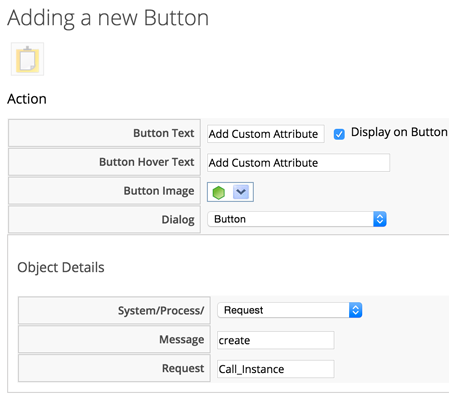 Adding a new Button
Action
Button Text Add Custom Attribute Display on Button
Button Hover Text Add Custom Attribute
Button Image
Dialog Button
Object Details
System/Process/ Request
Message create
Request Call_Instance